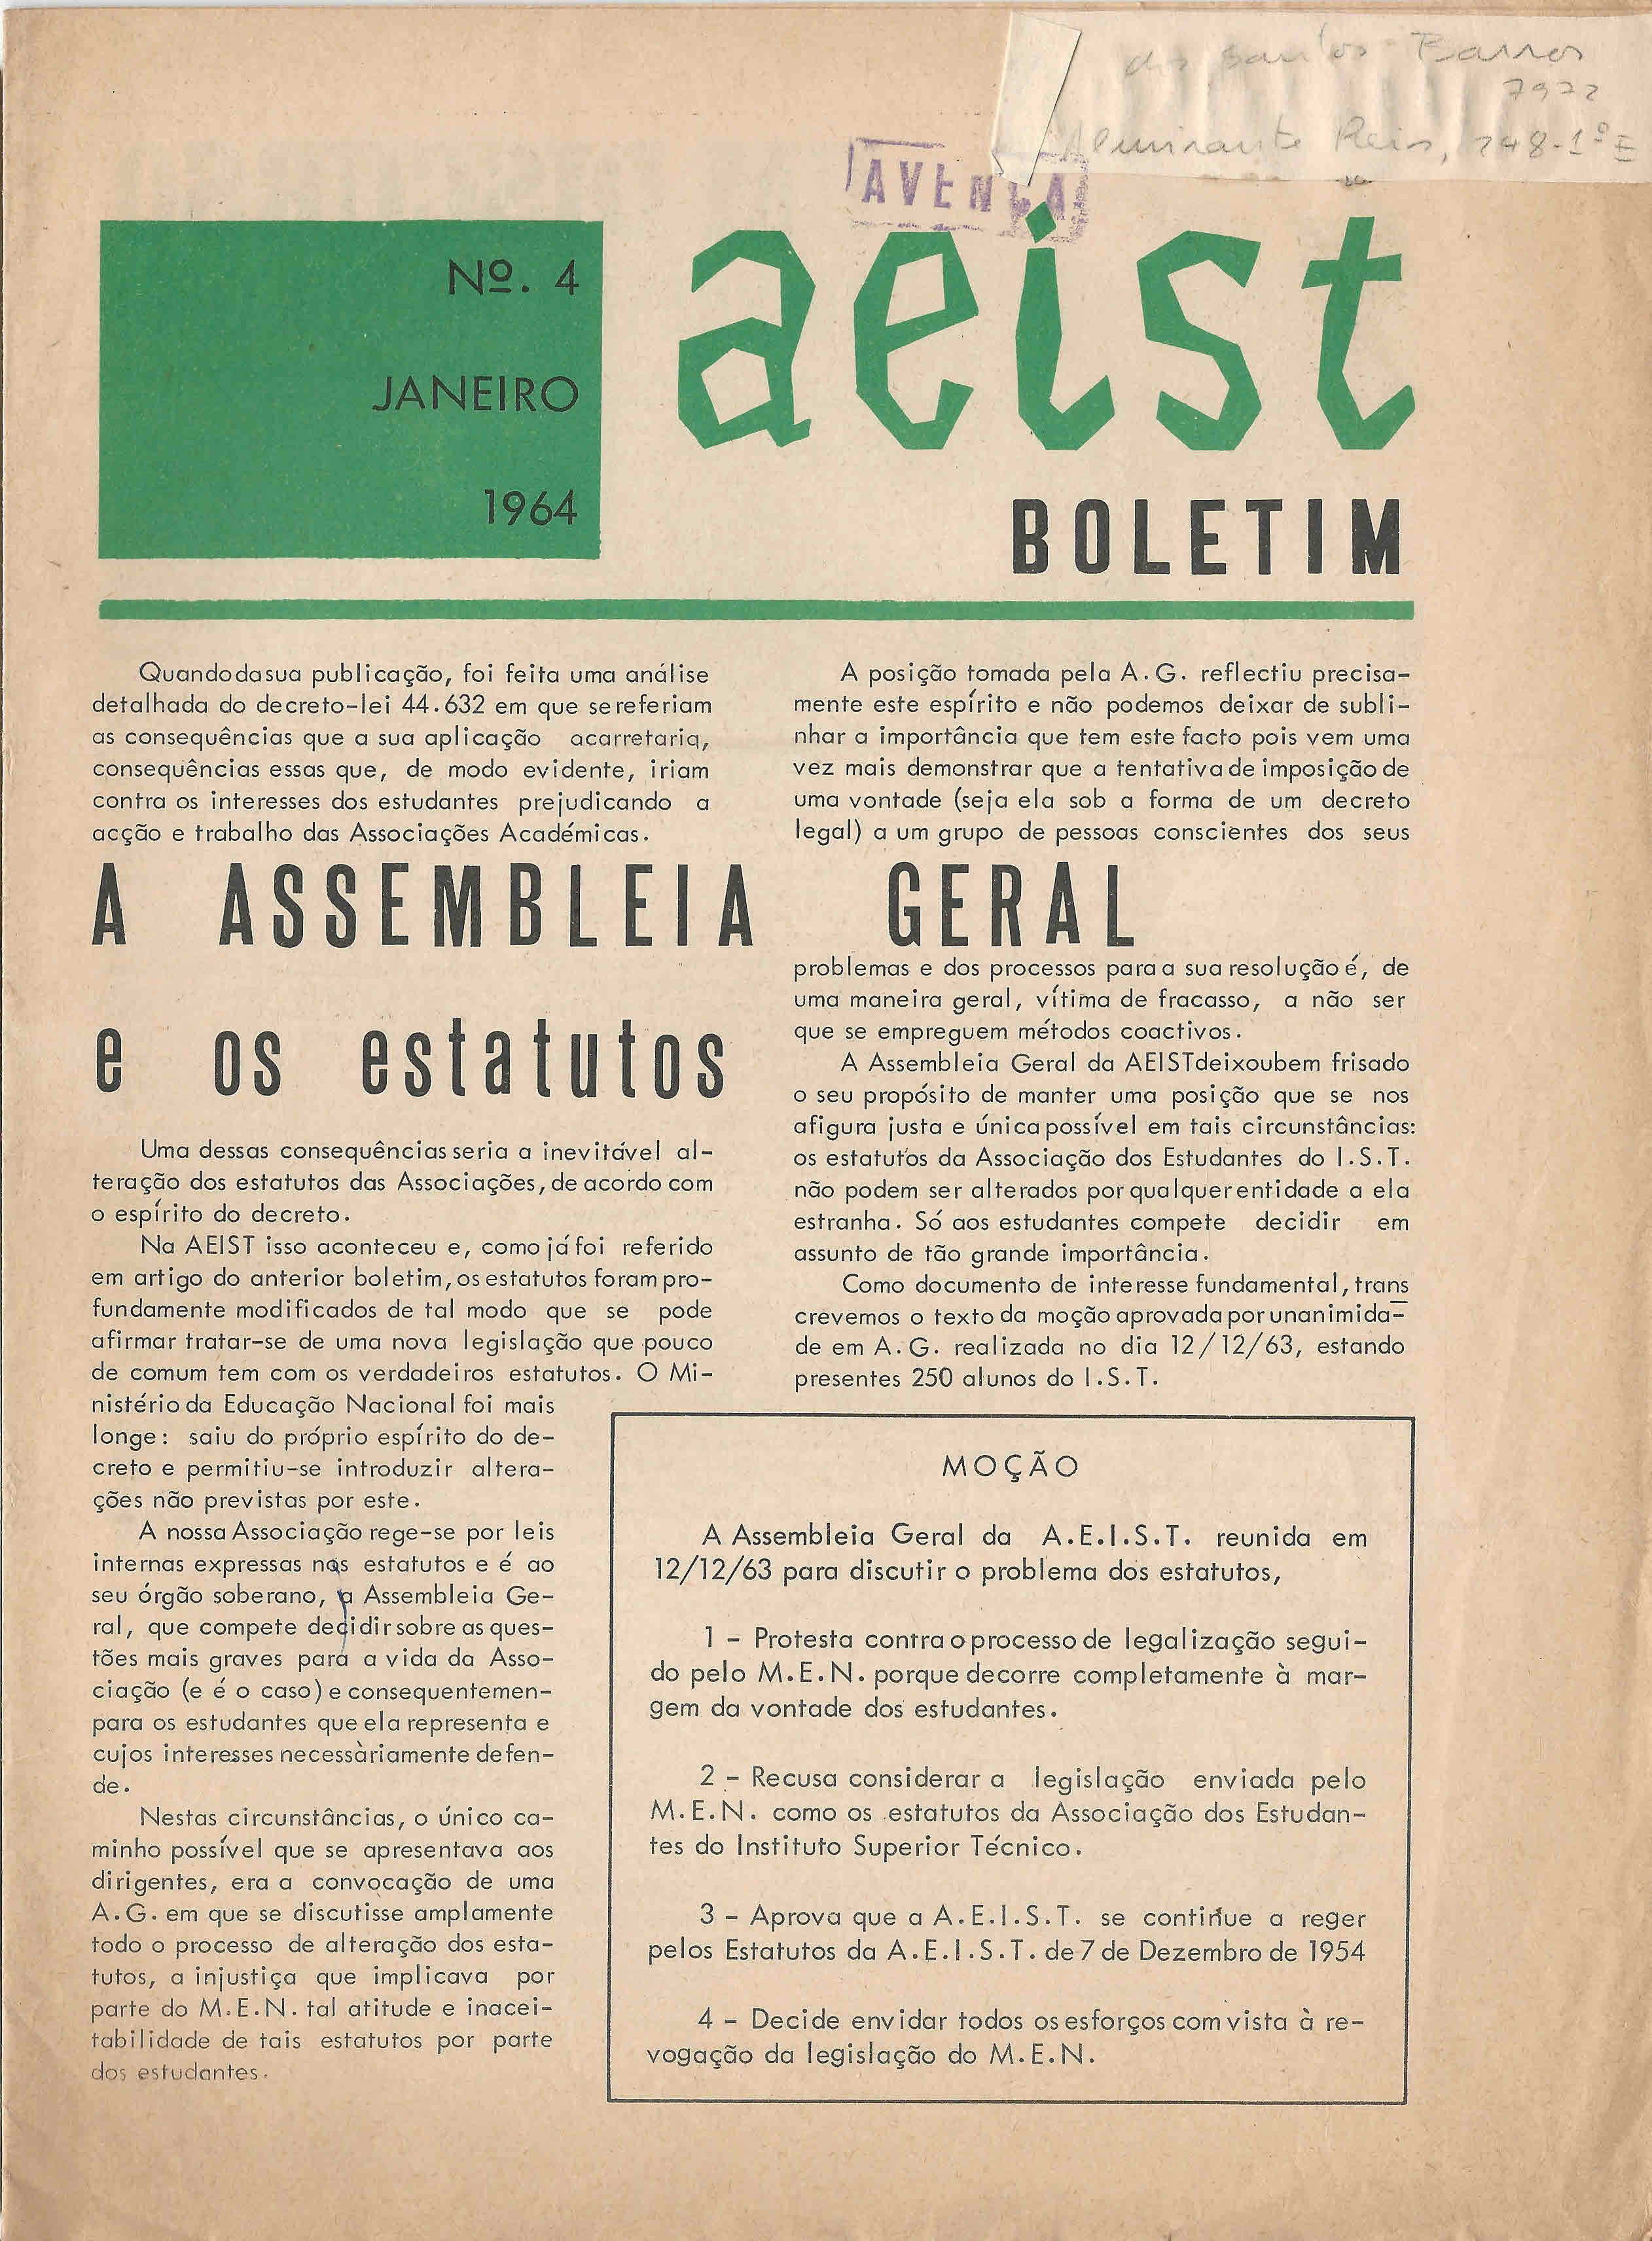 dos Santos Barros
7972
Almirante Reis, 248-1º E
AVENÇA
Nº. 4
JANEIRO
1964
aeist
BOLETIM
Quando da sua publicação, foi feita uma análise
detalhada do decreto-lei 44.632 em que se referiam
as consequências que a sua aplicação acarretaria,
consequências essas que, de modo evidente, iriam
contra os interesses dos estudantes prejudicando a
acção e trabalho das Associações Académicas.
A ASSEMBLEIA GERAL
e os estatutos
Uma dessas consequências seria a inevitável al-
teração dos estatutos das Associações, de acordo com
o espírito do decreto.
Na AEIST isso aconteceu e, como já foi referido
em artigo do anterior boletim, os estatutos foram pro-
fundamente modificados de tal modo que se pode
afirmar tratar-se de uma nova legislação que pouco
de comum tem com os verdadeiros estatutos. O Mi-
nistério da Educação Nacional foi mais
longe: saiu do próprio espírito do de-
creto e permitiu-se introduzir altera-
ções não previstas por este.
A nossa Associação rege-se por leis
internas expressas nos estatutos e é ao
seu órgão soberano, a Assembleia Ge-
ral, que compete decidir sobre as ques-
tões mais graves para a vida da Asso-
ciação (e é o caso) e consequentemen-
para os estudantes que ela representa e
cujos interesses necessàriamente defen-
de.
Nestas circunstâncias, o único ca-
minho possível que se apresentava aos
dirigentes, era a convocação de uma
A.G. em que se discutisse amplamente
todo o processo de alteração dos esta-
tutos, a injustiça que implicava por
parte do M.E.N. tal atitude e inacei-
tabilidade de tais estatutos por parte
dos estudantes.
A posição tomada pela A.G. reflectiu precisa-
mente este espírito e não podemos deixar de subli-
nhar a importância que tem este facto pois vem uma
vez mais demonstrar que a tentativa de imposição de
uma vontade (seja ela sob a forma de um decreto
legal) a um grupo de pessoas conscientes dos seus
problemas e dos processos para a sua resolução é, de
uma maneira geral, vítima de fracasso, a não ser
que se empreguem métodos coactivos.
A Assembleia Geral da AEIST deixou bem frisado
o seu propósito de manter uma posição que se nos
afigura justa e única possível em tais circunstâncias:
os estatutos da Associação dos Estudantes do I.S.T.
não podem ser alterados por qualquer entidade a ela
estranha. Só aos estudantes compete decidir em
assunto de tão grande importância.
Como documento de interesse fundamental, trans
crevemos o texto da moção aprovada por unanimida-
de em A.G. realizada no dia 12/12/63, estando
presentes 250 alunos do I.S.T.
MOÇÃO
A Assembleia Geral da A.E.I.S.T. reunida em
12/12/63 para discutir o problema dos estatutos,
1 - Protesta contra o processo de legalização segui-
do pelo M.E.N. porque decorre completamente à mar-
gem da vontade dos estudantes.
2 - Recusa considerar a legislação enviada pelo
M.E.N. como os estatutos da Associação dos Estudan-
tes do Instituto Superior Técnico.
3 - Aprova que a A.E.I.S.T. se continue a reger
pelos Estatutos da A.E.I.S.T. de 7 de Dezembro de 1954
4 - Decide envidar todos os esforços com vista à re-
vogação da legislação do M.E.N.